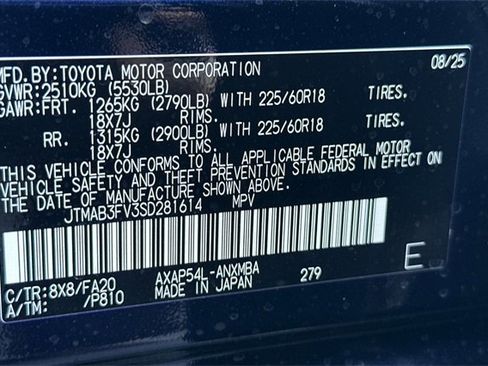 MFD.BY:TOYOTA MOTOR CORPORATION 08/25
GVWR:2510KG (5530LB)
GAWR:FRT. 1265KG (2790LB) WITH 225/60R18 TIRES.
18X7J RIMS.
RR. 1315KG (2900LB) WITH 225/60R18 TIRES.
18X7J RIMS.
THIS VEHICLE CONFORMS TO ALL APPLICABLE FEDERAL MOTOR
VEHICLE SAFETY AND THEFT PREVENTION STANDARDS IN EFFECT ON
THE DATE OF MANUFACTURE SHOWN ABOVE.
JTMAB3FV3SD281614 MPV
C/TR:8X8/FA20 AXAP54L-ANXMBA 279 E
A/TM: /P810 MADE IN JAPAN